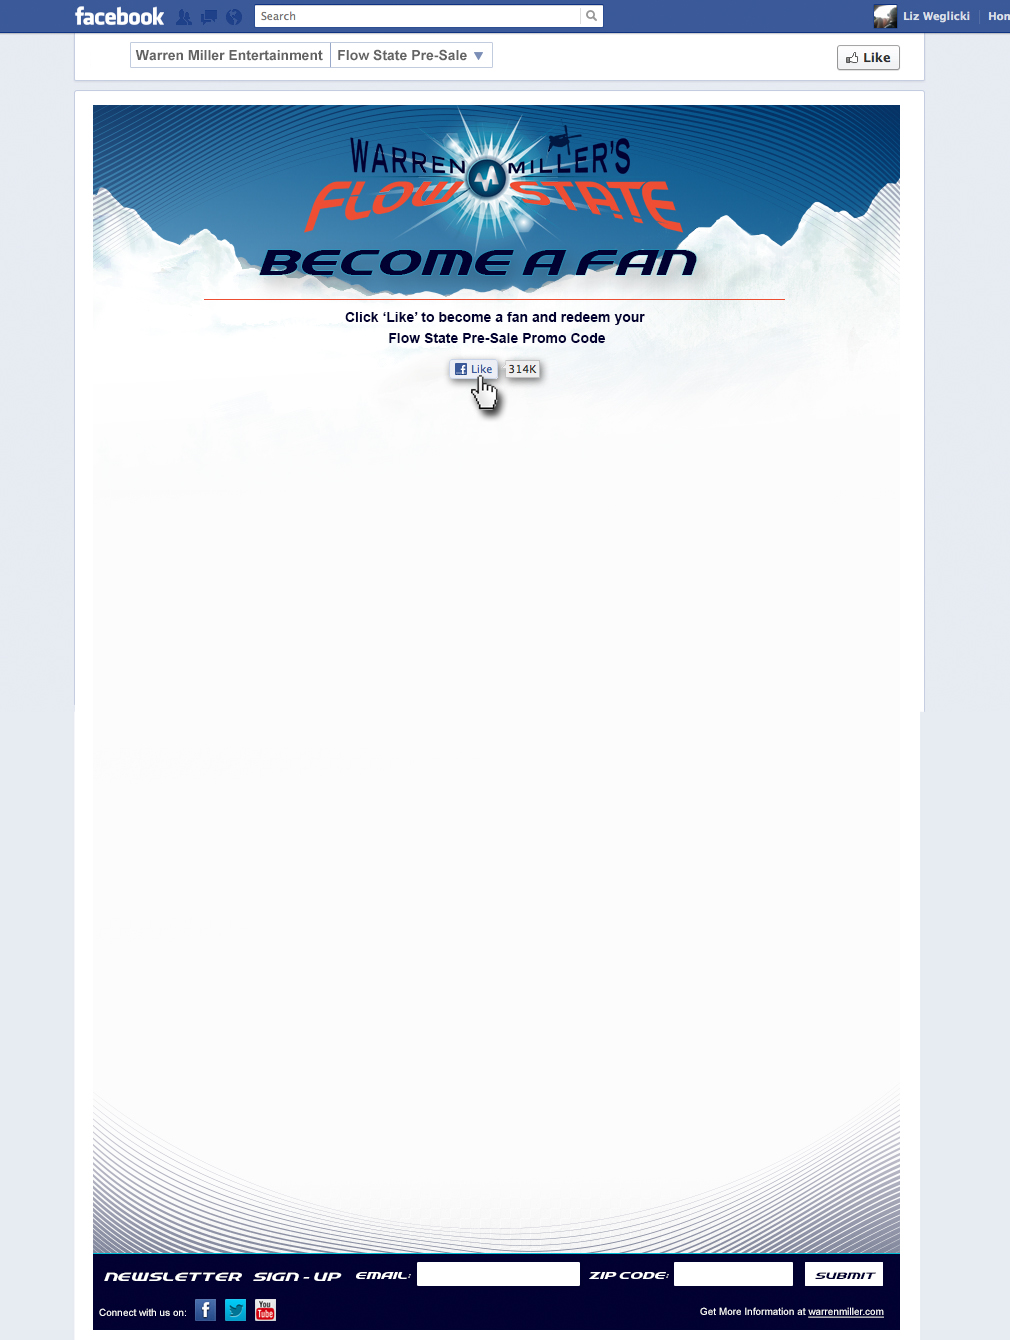 facebook
Search
Liz Weglicki
Hom
Warren Miller Entertainment
Flow State Pre-Sale
Like
WARREN MILLER'S
FLOW STATE
BECOME A FAN
Click ‘Like’ to become a fan and redeem your
Flow State Pre-Sale Promo Code
Like 314K
NEWSLETTER SIGN-UP EMAIL: ZIP CODE: SUBMIT
Connect with us on: f You Tube
Get More Information at warrenmiller.com